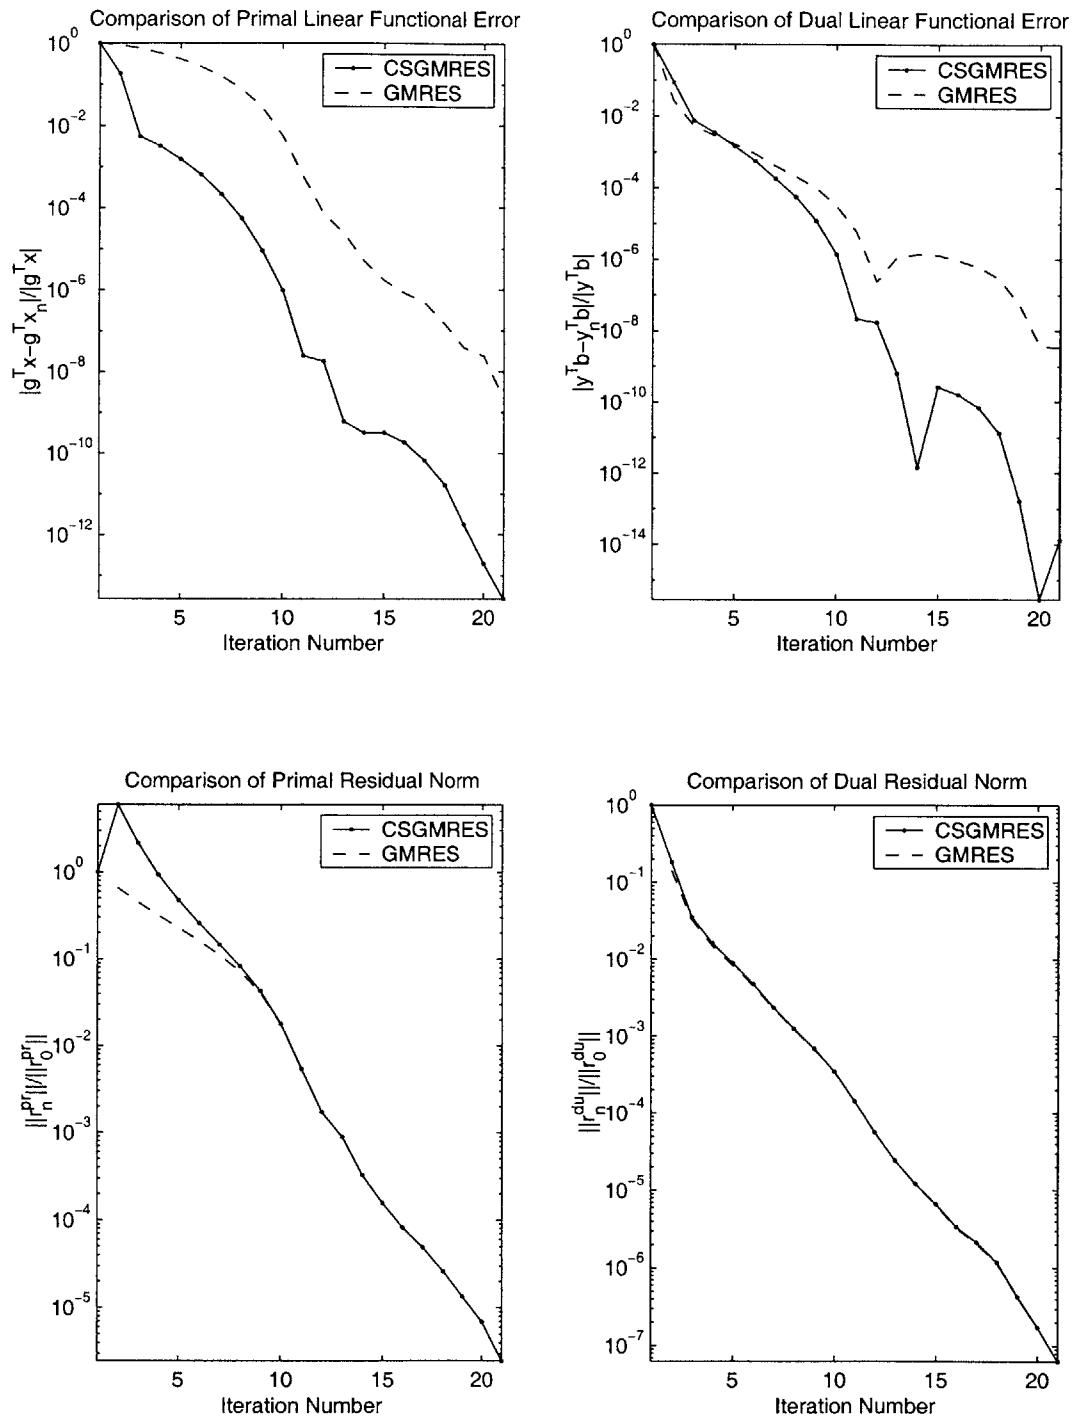 Comparison of Primal Linear Functional Error
10^0
10^-2
10^-4
10^-6
10^-8
10^-10
10^-12
|g^T x−g^T x_n|/|g^T x|
CSGMRES
GMRES
5 10 15 20
Iteration Number
Comparison of Dual Linear Functional Error
10^0
10^-2
10^-4
10^-6
10^-8
10^-10
10^-12
10^-14
|y^T b−y_n^T b|/|y^T b|
CSGMRES
GMRES
5 10 15 20
Iteration Number
Comparison of Primal Residual Norm
10^0
10^-1
10^-2
10^-3
10^-4
10^-5
||r_n^pr||/||r_0^pr||
CSGMRES
GMRES
5 10 15 20
Iteration Number
Comparison of Dual Residual Norm
10^0
10^-1
10^-2
10^-3
10^-4
10^-5
10^-6
10^-7
||r_n^du||/||r_0^du||
CSGMRES
GMRES
5 10 15 20
Iteration Number